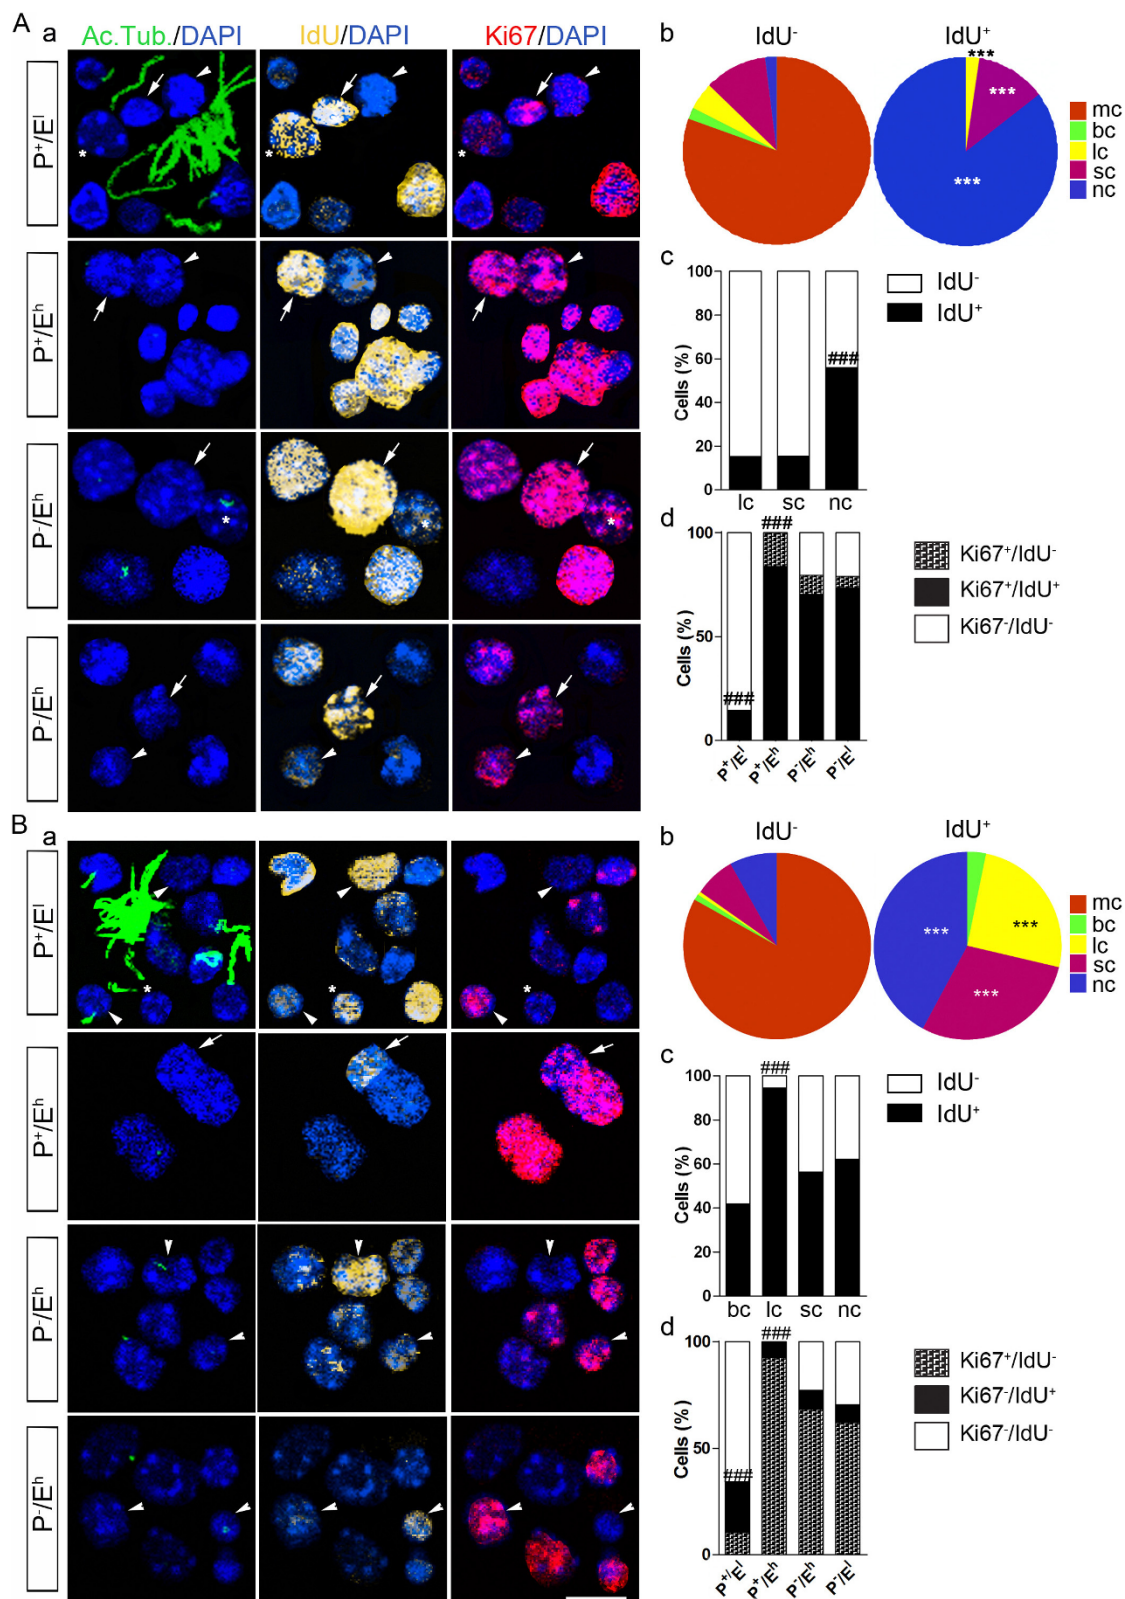 A
a
Ac.Tub./DAPI IdU/DAPI Ki67/DAPI
P⁺/Eˡ
*
*
*
P⁺/Eʰ
P⁻/Eʰ
*
*
*
P⁻/Eʰ
b
IdU⁻ IdU⁺
***
***
***
mc
bc
lc
sc
nc
c
100
80
60
40
20
0
Cells (%)
###
lc sc nc
IdU⁻
IdU⁺
d
100
50
0
Cells (%)
###
###
P⁺/Eˡ P⁺/Eʰ P⁻/Eʰ P⁻/Eˡ
Ki67⁺/IdU⁻
Ki67⁺/IdU⁺
Ki67⁻/IdU⁻
B
a
P⁺/Eˡ
*
*
*
P⁺/Eʰ
P⁻/Eʰ
P⁻/Eʰ
b
IdU⁻ IdU⁺
***
***
***
mc
bc
lc
sc
nc
c
100
80
60
40
20
0
Cells (%)
###
bc lc sc nc
IdU⁻
IdU⁺
d
100
50
0
Cells (%)
###
###
P⁺/Eˡ P⁺/Eʰ P⁻/Eʰ P⁻/Eˡ
Ki67⁺/IdU⁻
Ki67⁻/IdU⁺
Ki67⁻/IdU⁻